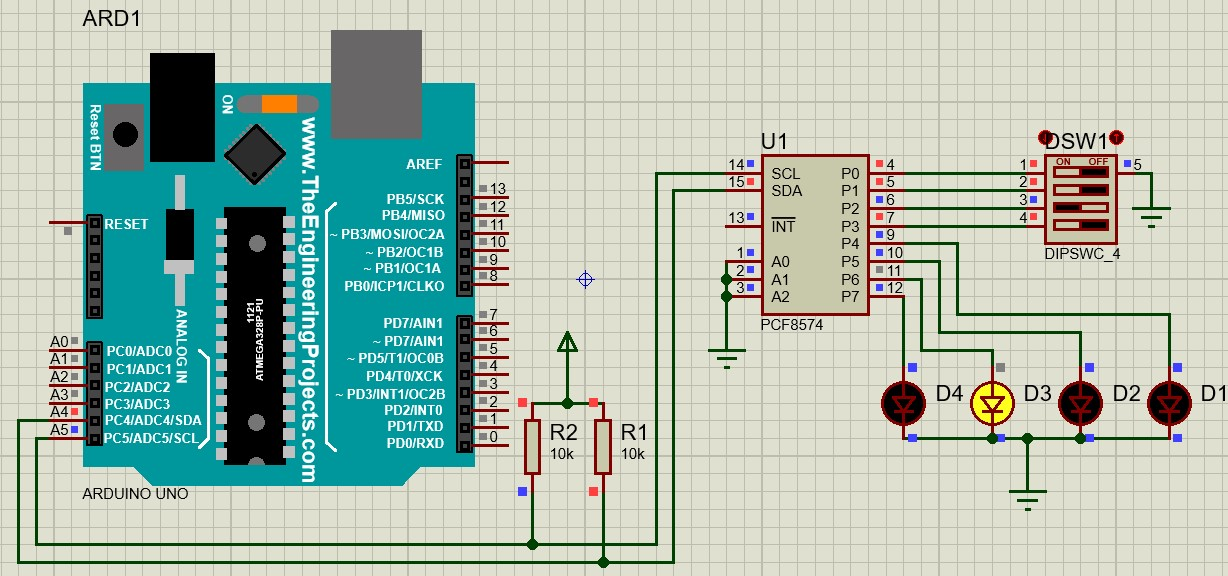 ARD1
Reset BTN
ON
www.TheEngineeringProjects.com
RESET
ANALOG IN
1121
ATMEGA328P-PU
AREF
PB5/SCK 13
PB4/MISO 12
~ PB3/MOSI/OC2A 11
~ PB2/OC1B 10
~ PB1/OC1A 9
PB0/ICP1/CLKO 8
PD7/AIN1 7
~ PD7/AIN1 6
~ PD5/T1/OC0B 5
PD4/T0/XCK 4
~ PD3/INT1/OC2B 3
PD2/INT0 2
PD1/TXD 1
PD0/RXD 0
A0 PC0/ADC0
A1 PC1/ADC1
A2 PC2/ADC2
A3 PC3/ADC3
A4 PC4/ADC4/SDA
A5 PC5/ADC5/SCL
ARDUINO UNO
R2
10k
R1
10k
U1
14 SCL P0 4
15 SDA P1 5
P2 6
13 INT P3 7
P4 9
1 A0 P5 10
2 A1 P6 11
3 A2 P7 12
PCF8574
DSW1
ON OFF
1 5
2
3
4
DIPSWC_4
D4
D3
D2
D1